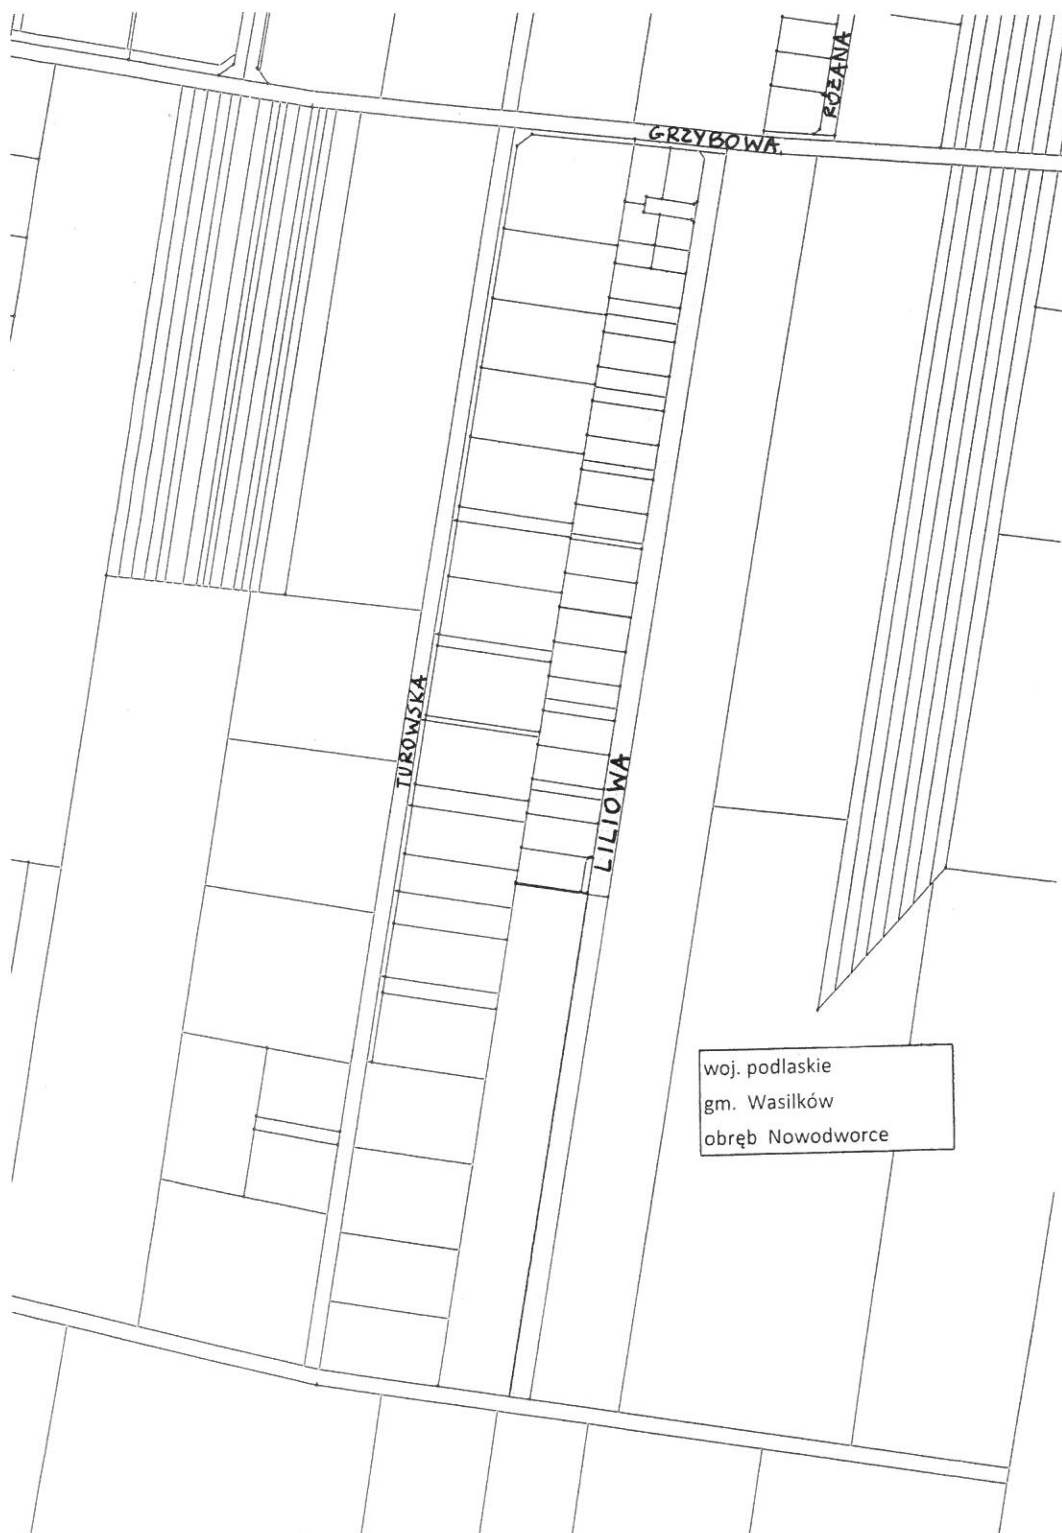 RÓŻANA
GRZYBOWA
TUROWSKA
LILIOWA
woj. podlaskie
gm. Wasilków
obręb Nowodworce